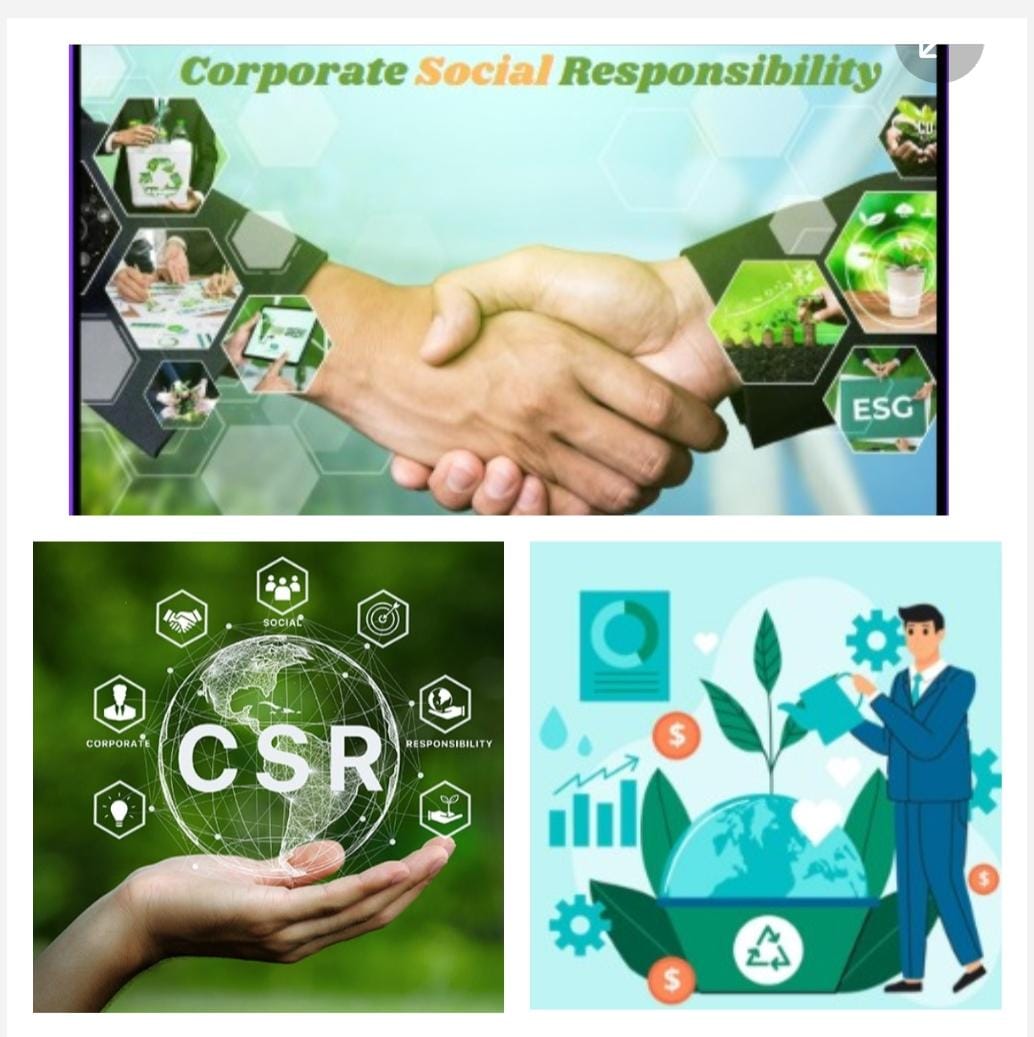 Corporate Social Responsibility
ESG
SOCIAL
CORPORATE
RESPONSIBILITY
CSR
$
$
$
$